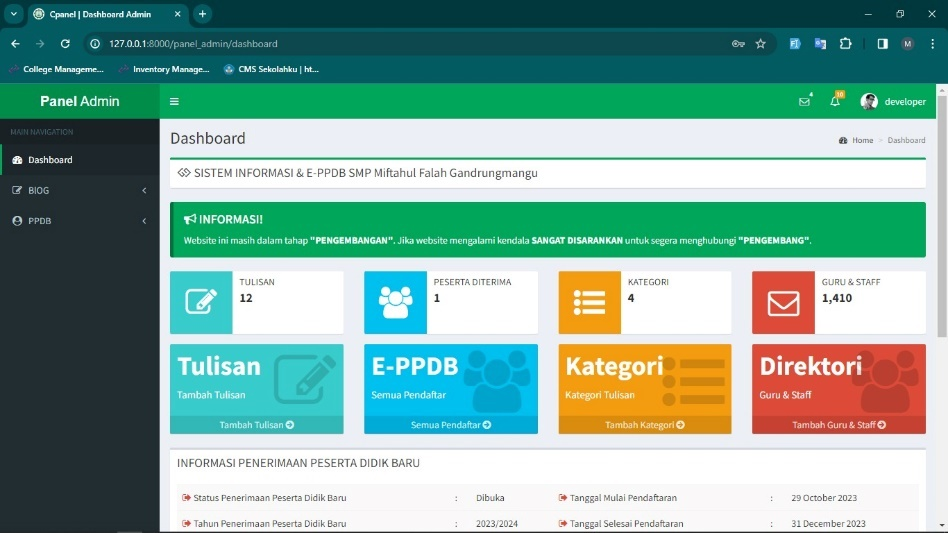 Cpanel | Dashboard Admin
127.0.0.1:8000/panel_admin/dashboard
M
College Manageme...
Inventory Manage...
CMS Sekolahku | ht...
Panel Admin
4
10
developer
MAIN NAVIGATION
Dashboard
BlOG
PPDB
Dashboard
Home > Dashboard
SISTEM INFORMASI & E-PPDB SMP Miftahul Falah Gandrungmangu
INFORMASI!
Website ini masih dalam tahap "PENGEMBANGAN". Jika website mengalami kendala SANGAT DISARANKAN untuk segera menghubungi "PENGEMBANG".
TULISAN
12
PESERTA DITERIMA
1
KATEGORI
4
GURU & STAFF
1,410
Tulisan
Tambah Tulisan
Tambah Tulisan
E-PPDB
Semua Pendaftar
Semua Pendaftar
Kategori
Kategori Tulisan
Tambah Kategori
Direktori
Guru & Staff
Tambah Guru & Staff
INFORMASI PENERIMAAN PESERTA DIDIK BARU
Status Penerimaan Peserta Didik Baru : Dibuka
Tanggal Mulai Pendaftaran : 29 October 2023
Tahun Penerimaan Peserta Didik Baru : 2023/2024
Tanggal Selesai Pendaftaran : 31 December 2023